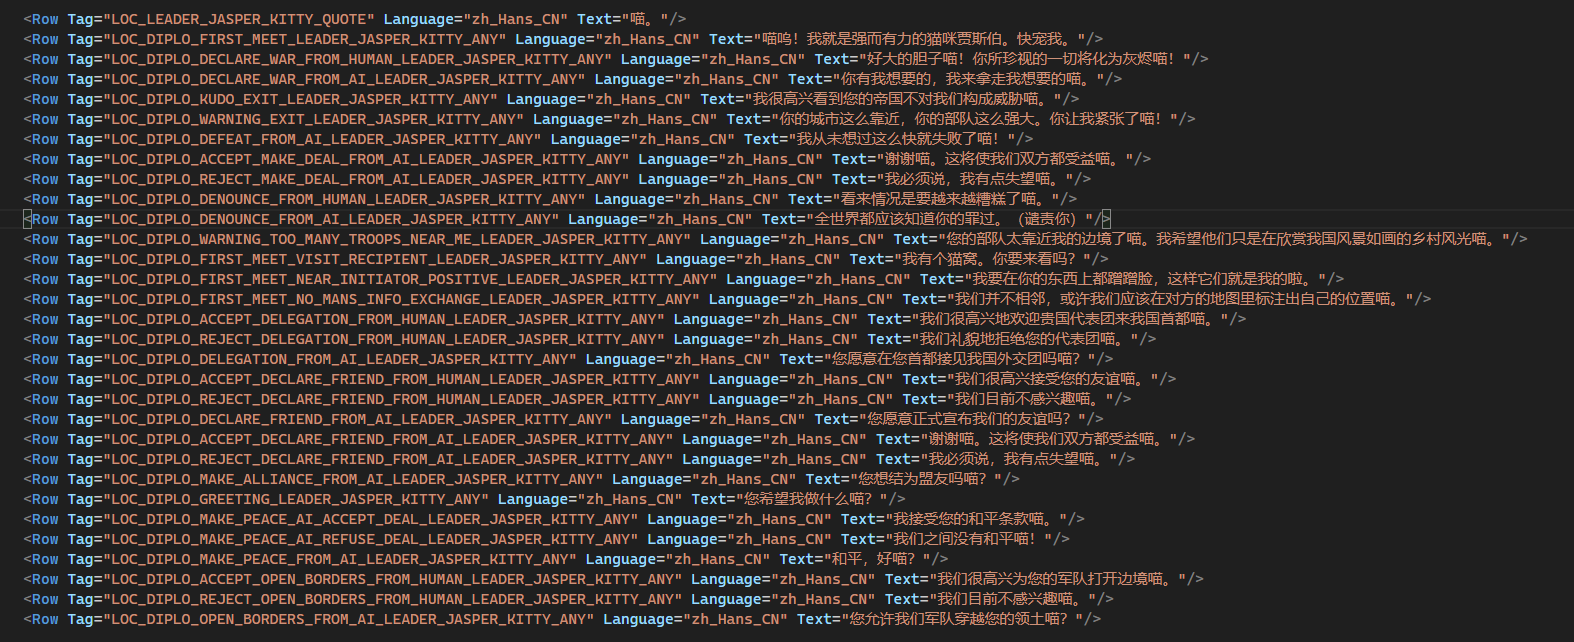 <Row Tag="LOC_LEADER_JASPER_KITTY_QUOTE" Language="zh_Hans_CN" Text="喵。"/>
<Row Tag="LOC_DIPLO_FIRST_MEET_LEADER_JASPER_KITTY_ANY" Language="zh_Hans_CN" Text="喵呜！我就是强而有力的猫咪贾斯伯。快宠我。"/>
<Row Tag="LOC_DIPLO_DECLARE_WAR_FROM_HUMAN_LEADER_JASPER_KITTY_ANY" Language="zh_Hans_CN" Text="好大的胆子喵！你所珍视的一切将化为灰烬喵！"/>
<Row Tag="LOC_DIPLO_DECLARE_WAR_FROM_AI_LEADER_JASPER_KITTY_ANY" Language="zh_Hans_CN" Text="你有我想要的，我来拿走我想要的喵。"/>
<Row Tag="LOC_DIPLO_KUDO_EXIT_LEADER_JASPER_KITTY_ANY" Language="zh_Hans_CN" Text="我很高兴看到您的帝国不对我们构成威胁喵。"/>
<Row Tag="LOC_DIPLO_WARNING_EXIT_LEADER_JASPER_KITTY_ANY" Language="zh_Hans_CN" Text="你的城市这么靠近，你的部队这么强大。你让我紧张了喵！"/>
<Row Tag="LOC_DIPLO_DEFEAT_FROM_AI_LEADER_JASPER_KITTY_ANY" Language="zh_Hans_CN" Text="我从未想过这么快就失败了喵！"/>
<Row Tag="LOC_DIPLO_ACCEPT_MAKE_DEAL_FROM_AI_LEADER_JASPER_KITTY_ANY" Language="zh_Hans_CN" Text="谢谢喵。这将使我们双方都受益喵。"/>
<Row Tag="LOC_DIPLO_REJECT_MAKE_DEAL_FROM_AI_LEADER_JASPER_KITTY_ANY" Language="zh_Hans_CN" Text="我必须说，我有点失望喵。"/>
<Row Tag="LOC_DIPLO_DENOUNCE_FROM_HUMAN_LEADER_JASPER_KITTY_ANY" Language="zh_Hans_CN" Text="看来情况是要越来越糟糕了喵。"/>
<Row Tag="LOC_DIPLO_DENOUNCE_FROM_AI_LEADER_JASPER_KITTY_ANY" Language="zh_Hans_CN" Text="全世界都应该知道你的罪过。（谴责你）"/>
<Row Tag="LOC_DIPLO_WARNING_TOO_MANY_TROOPS_NEAR_ME_LEADER_JASPER_KITTY_ANY" Language="zh_Hans_CN" Text="您的部队太靠近我的边境了喵。我希望他们只是在欣赏我国风景如画的乡村风光喵。"/>
<Row Tag="LOC_DIPLO_FIRST_MEET_VISIT_RECIPIENT_LEADER_JASPER_KITTY_ANY" Language="zh_Hans_CN" Text="我有个猫窝。你要来看吗？"/>
<Row Tag="LOC_DIPLO_FIRST_MEET_NEAR_INITIATOR_POSITIVE_LEADER_JASPER_KITTY_ANY" Language="zh_Hans_CN" Text="我要在你的东西上都蹭蹭脸，这样它们就是我的啦。"/>
<Row Tag="LOC_DIPLO_FIRST_MEET_NO_MANS_INFO_EXCHANGE_LEADER_JASPER_KITTY_ANY" Language="zh_Hans_CN" Text="我们并不相邻，或许我们应该在对方的地图里标注出自己的位置喵。"/>
<Row Tag="LOC_DIPLO_ACCEPT_DELEGATION_FROM_HUMAN_LEADER_JASPER_KITTY_ANY" Language="zh_Hans_CN" Text="我们很高兴地欢迎贵国代表团来我国首都喵。"/>
<Row Tag="LOC_DIPLO_REJECT_DELEGATION_FROM_HUMAN_LEADER_JASPER_KITTY_ANY" Language="zh_Hans_CN" Text="我们礼貌地拒绝您的代表团喵。"/>
<Row Tag="LOC_DIPLO_DELEGATION_FROM_AI_LEADER_JASPER_KITTY_ANY" Language="zh_Hans_CN" Text="您愿意在您首都接见我国外交团吗喵？"/>
<Row Tag="LOC_DIPLO_ACCEPT_DECLARE_FRIEND_FROM_HUMAN_LEADER_JASPER_KITTY_ANY" Language="zh_Hans_CN" Text="我们很高兴接受您的友谊喵。"/>
<Row Tag="LOC_DIPLO_REJECT_DECLARE_FRIEND_FROM_HUMAN_LEADER_JASPER_KITTY_ANY" Language="zh_Hans_CN" Text="我们目前不感兴趣喵。"/>
<Row Tag="LOC_DIPLO_DECLARE_FRIEND_FROM_AI_LEADER_JASPER_KITTY_ANY" Language="zh_Hans_CN" Text="您愿意正式宣布我们的友谊吗？"/>
<Row Tag="LOC_DIPLO_ACCEPT_DECLARE_FRIEND_FROM_AI_LEADER_JASPER_KITTY_ANY" Language="zh_Hans_CN" Text="谢谢喵。这将使我们双方都受益喵。"/>
<Row Tag="LOC_DIPLO_REJECT_DECLARE_FRIEND_FROM_AI_LEADER_JASPER_KITTY_ANY" Language="zh_Hans_CN" Text="我必须说，我有点失望喵。"/>
<Row Tag="LOC_DIPLO_MAKE_ALLIANCE_FROM_AI_LEADER_JASPER_KITTY_ANY" Language="zh_Hans_CN" Text="您想结为盟友吗喵？"/>
<Row Tag="LOC_DIPLO_GREETING_LEADER_JASPER_KITTY_ANY" Language="zh_Hans_CN" Text="您希望我做什么喵？"/>
<Row Tag="LOC_DIPLO_MAKE_PEACE_AI_ACCEPT_DEAL_LEADER_JASPER_KITTY_ANY" Language="zh_Hans_CN" Text="我接受您的和平条款喵。"/>
<Row Tag="LOC_DIPLO_MAKE_PEACE_AI_REFUSE_DEAL_LEADER_JASPER_KITTY_ANY" Language="zh_Hans_CN" Text="我们之间没有和平喵！"/>
<Row Tag="LOC_DIPLO_MAKE_PEACE_FROM_AI_LEADER_JASPER_KITTY_ANY" Language="zh_Hans_CN" Text="和平，好喵？"/>
<Row Tag="LOC_DIPLO_ACCEPT_OPEN_BORDERS_FROM_HUMAN_LEADER_JASPER_KITTY_ANY" Language="zh_Hans_CN" Text="我们很高兴为您的军队打开边境喵。"/>
<Row Tag="LOC_DIPLO_REJECT_OPEN_BORDERS_FROM_HUMAN_LEADER_JASPER_KITTY_ANY" Language="zh_Hans_CN" Text="我们目前不感兴趣喵。"/>
<Row Tag="LOC_DIPLO_OPEN_BORDERS_FROM_AI_LEADER_JASPER_KITTY_ANY" Language="zh_Hans_CN" Text="您允许我们军队穿越您的领土喵？"/>